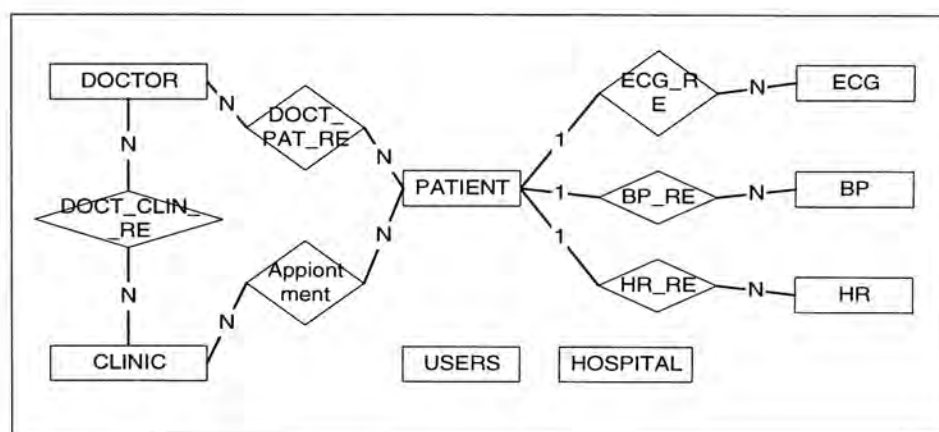 DOCTOR
N
DOCT_
PAT_RE
N
N
DOCT_CLIN_
_RE
N
CLINIC
N
Appiont
ment
N
PATIENT
1
ECG_R
E
N
ECG
1
BP_RE
N
BP
1
HR_RE
N
HR
USERS
HOSPITAL